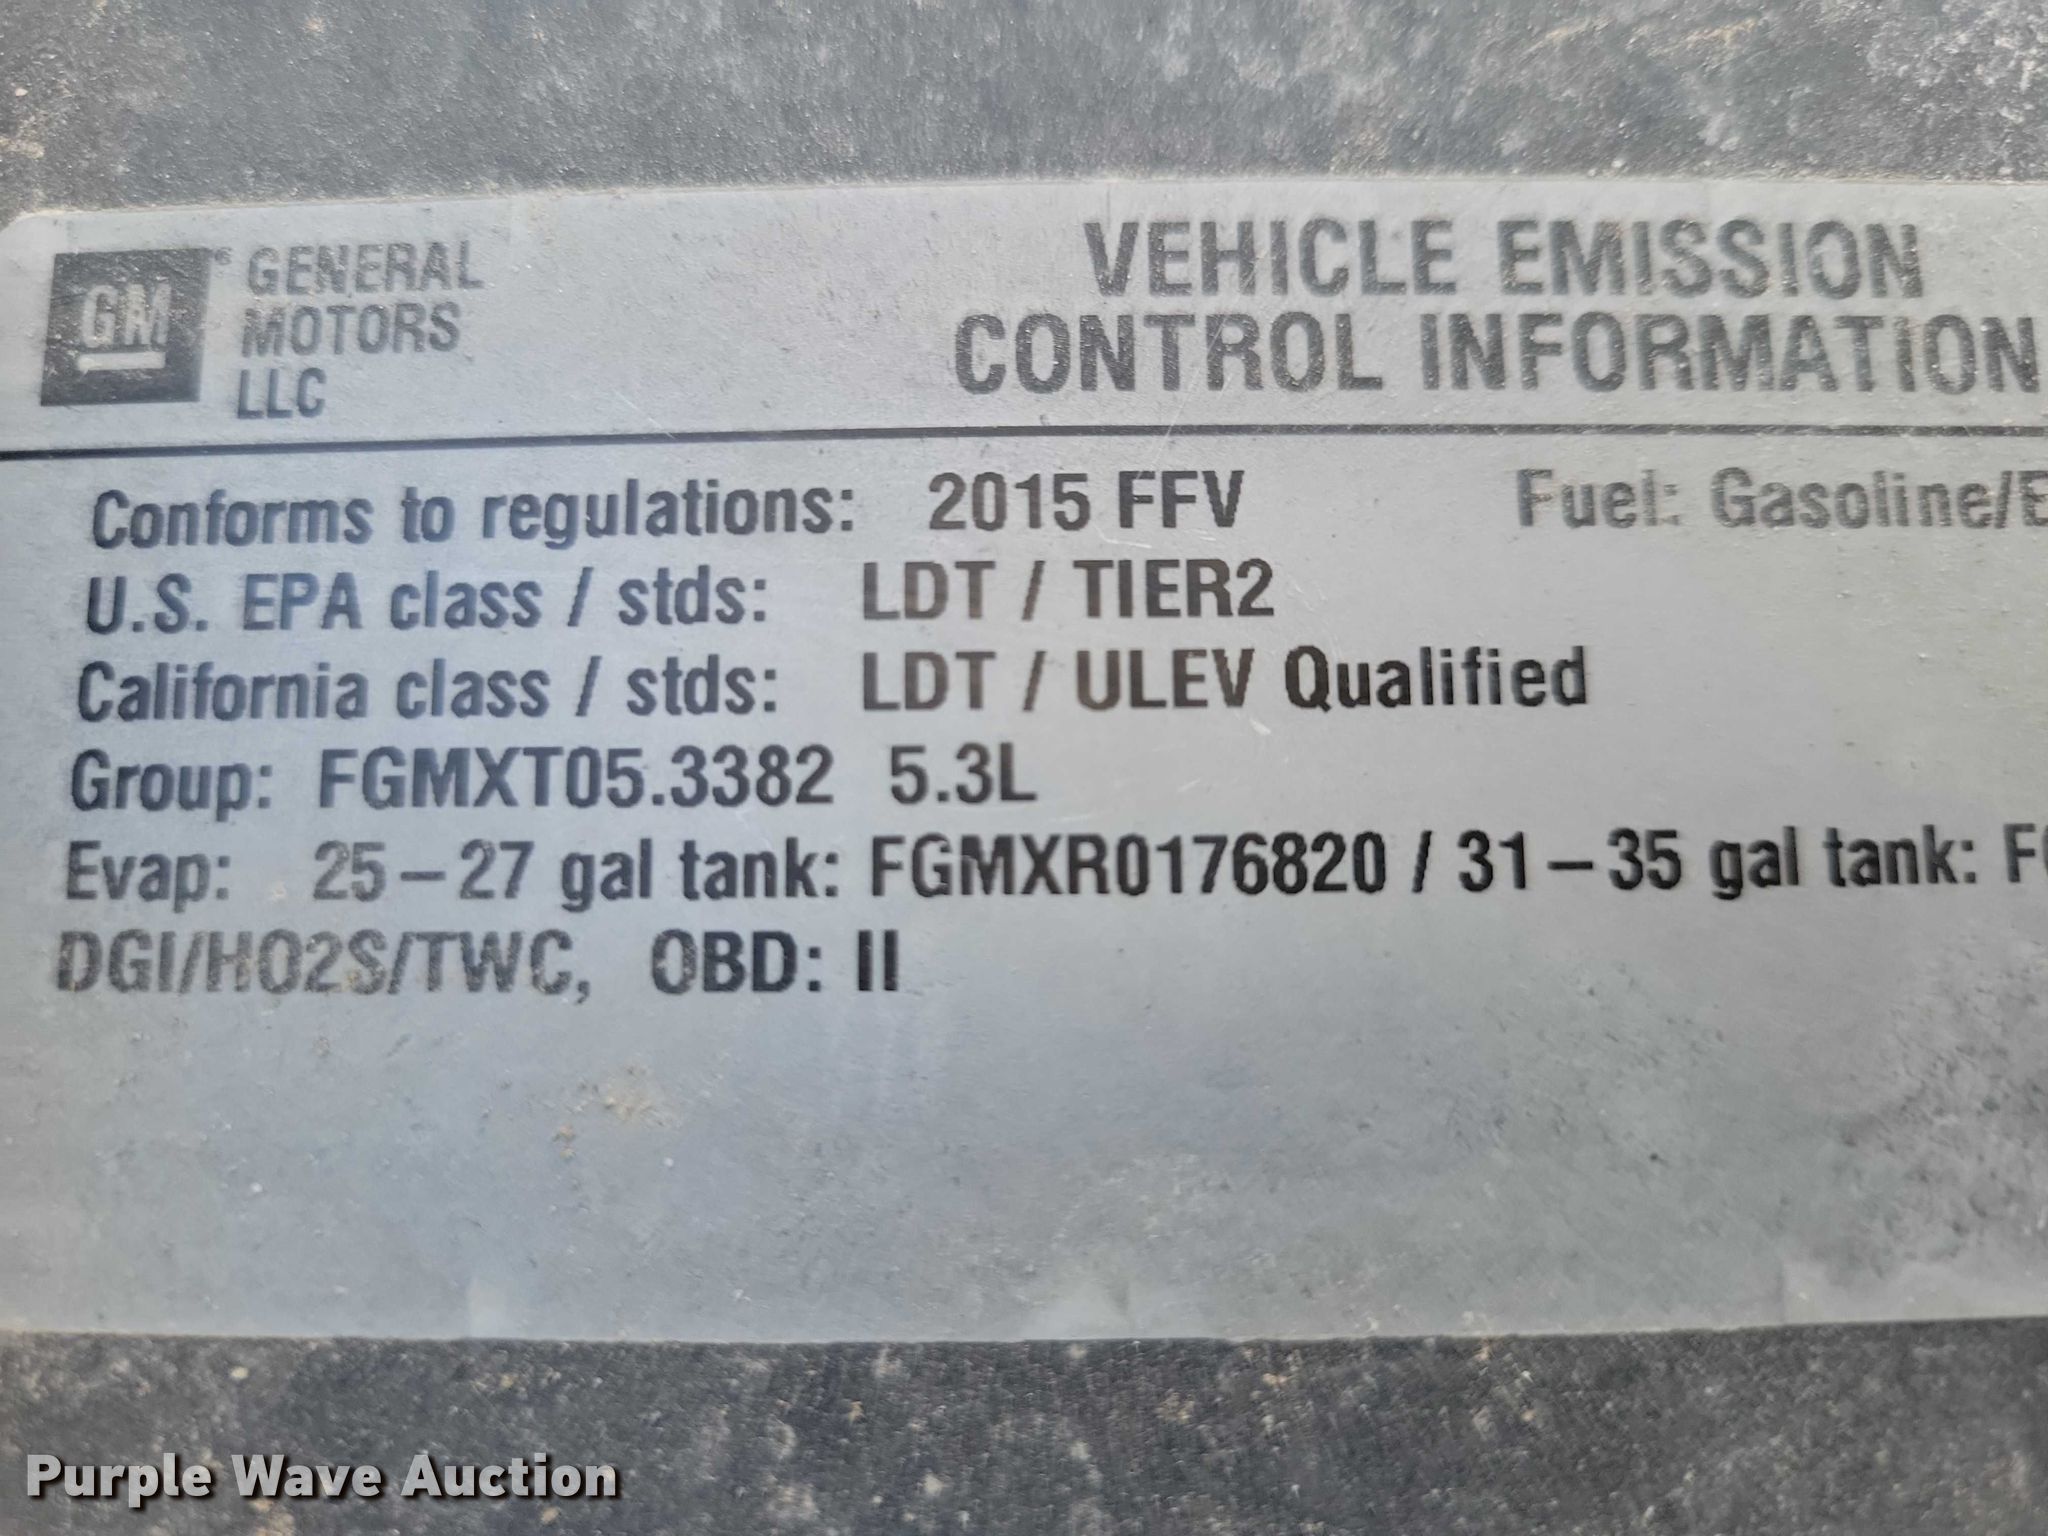 GM
GENERAL
MOTORS
LLC
VEHICLE EMISSION
CONTROL INFORMATION
Conforms to regulations: 2015 FFV Fuel: Gasoline/E
U.S. EPA class / stds: LDT / TIER2
California class / stds: LDT / ULEV Qualified
Group: FGMXT05.3382 5.3L
Evap: 25-27 gal tank: FGMXR0176820 / 31-35 gal tank: F
DGI/HO2S/TWC, OBD: II
Purple Wave Auction